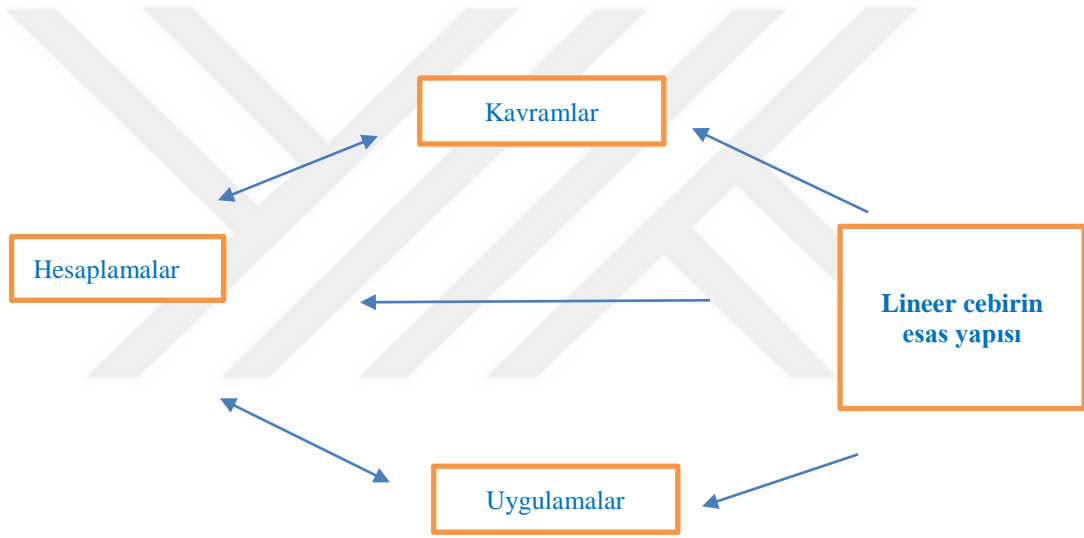 Kavramlar
Hesaplamalar
Lineer cebirin
esas yapısı
Uygulamalar